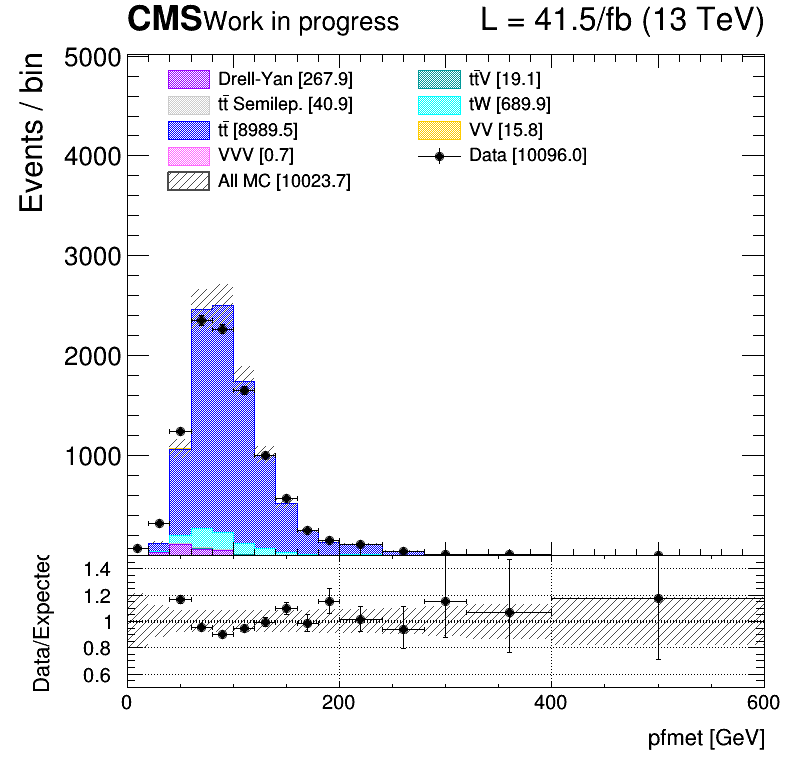 CMS Work in progress L = 41.5/fb (13 TeV)
Events / bin
5000
4000
3000
2000
1000
Drell-Yan [267.9]
tt̄ Semilep. [40.9]
tt̄ [8989.5]
VVV [0.7]
All MC [10023.7]
tt̄V [19.1]
tW [689.9]
VV [15.8]
Data [10096.0]
Data/Expected
1.4
1.2
1
0.8
0.6
0 200 400 600
pfmet [GeV]